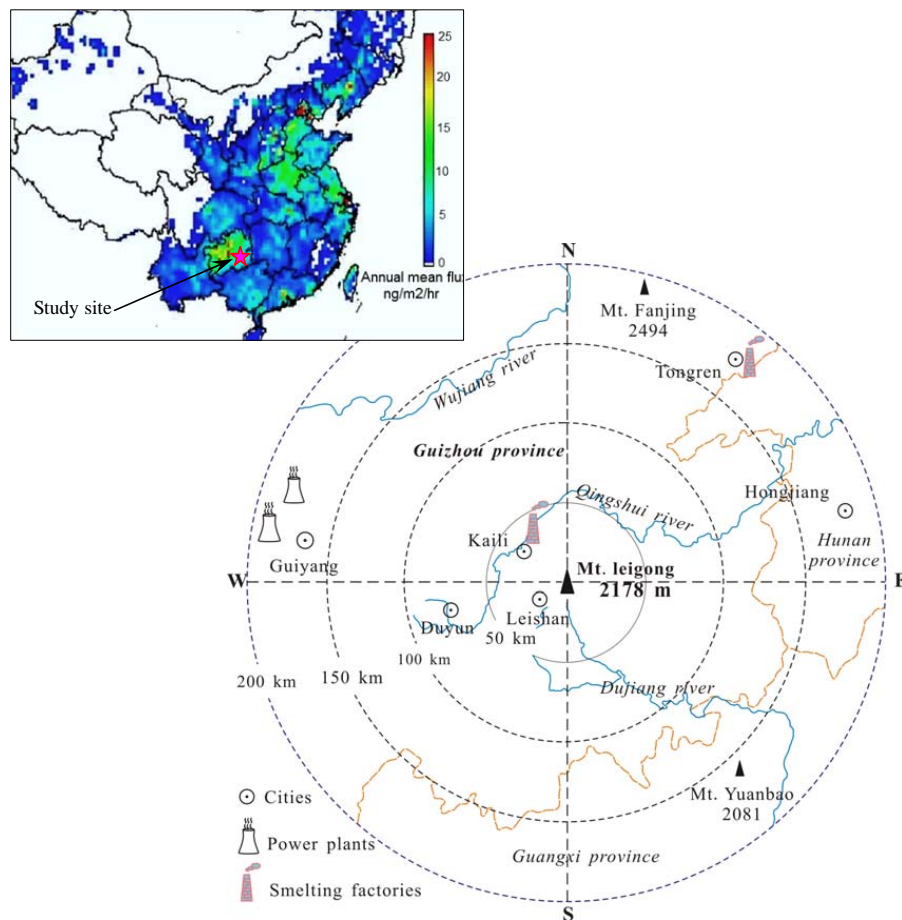 25
20
15
10
5
0
Annual mean flux
ng/m2/hr
Study site
N
Mt. Fanjing
2494
Tongren
Wujiang river
Guizhou province
Qingshui river
Hongjiang
Hunan
province
Kaili
Guiyang
Mt. leigong
2178 m
W
E
Leishan
Duyun
50 km
100 km
150 km
200 km
Dujiang river
Mt. Yuanbao
2081
Cities
Power plants
Smelting factories
Guangxi province
S